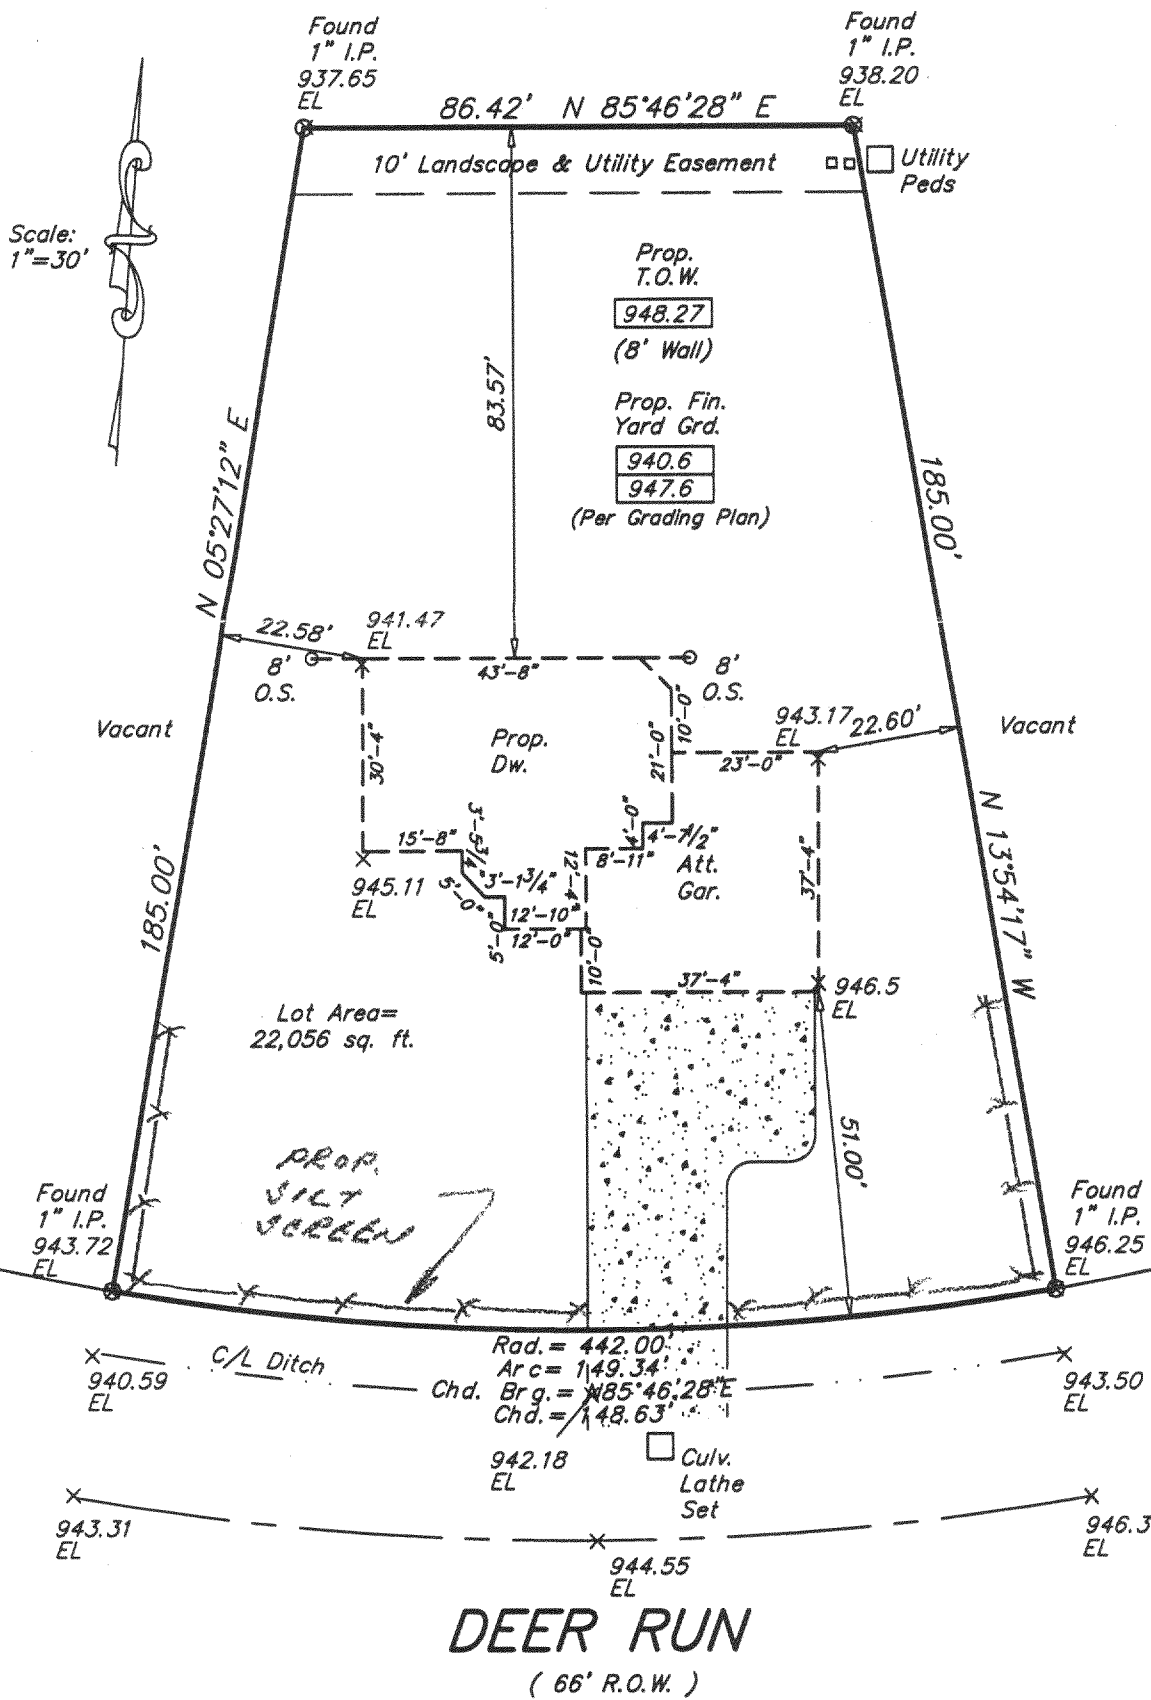 Found
1" I.P.
937.65
EL
Found
1" I.P.
938.20
EL
86.42' N 85°46'28" E
10' Landscape & Utility Easement
Utility
Peds
Scale:
1"=30'
Prop.
T.O.W.
948.27
(8' Wall)
83.57'
Prop. Fin.
Yard Grd.
940.6
947.6
(Per Grading Plan)
N 05°27'12" E
185.00'
22.58'
941.47
EL
8'
O.S.
43'-8"
8'
O.S.
Vacant
Prop.
Dw.
30'-4"
21'-0"
10'-0"
943.17
EL
22.60'
23'-0"
Vacant
15'-8"
3'-5 3/4"
3'-1 3/4"
5'-0"
945.11
EL
4'-0"
4'-7 1/2"
8'-11"
12'-4"
Att.
Gar.
37'-4"
N 13°54'17" W
185.00'
12'-10"
12'-0"
5'-0"
10'-0"
37'-4"
946.5
EL
Lot Area=
22,056 sq. ft.
51.00'
PROP.
SILT
SCREEN
Found
1" I.P.
943.72
EL
Found
1" I.P.
946.25
EL
Rad.= 442.00'
Arc= 149.34'
Chd. Brg.= N85°46'28"E
Chd.= 148.63'
C/L Ditch
940.59
EL
943.50
EL
942.18
EL
Culv.
Lathe
Set
943.31
EL
946.3
EL
944.55
EL
DEER RUN
( 66' R.O.W. )